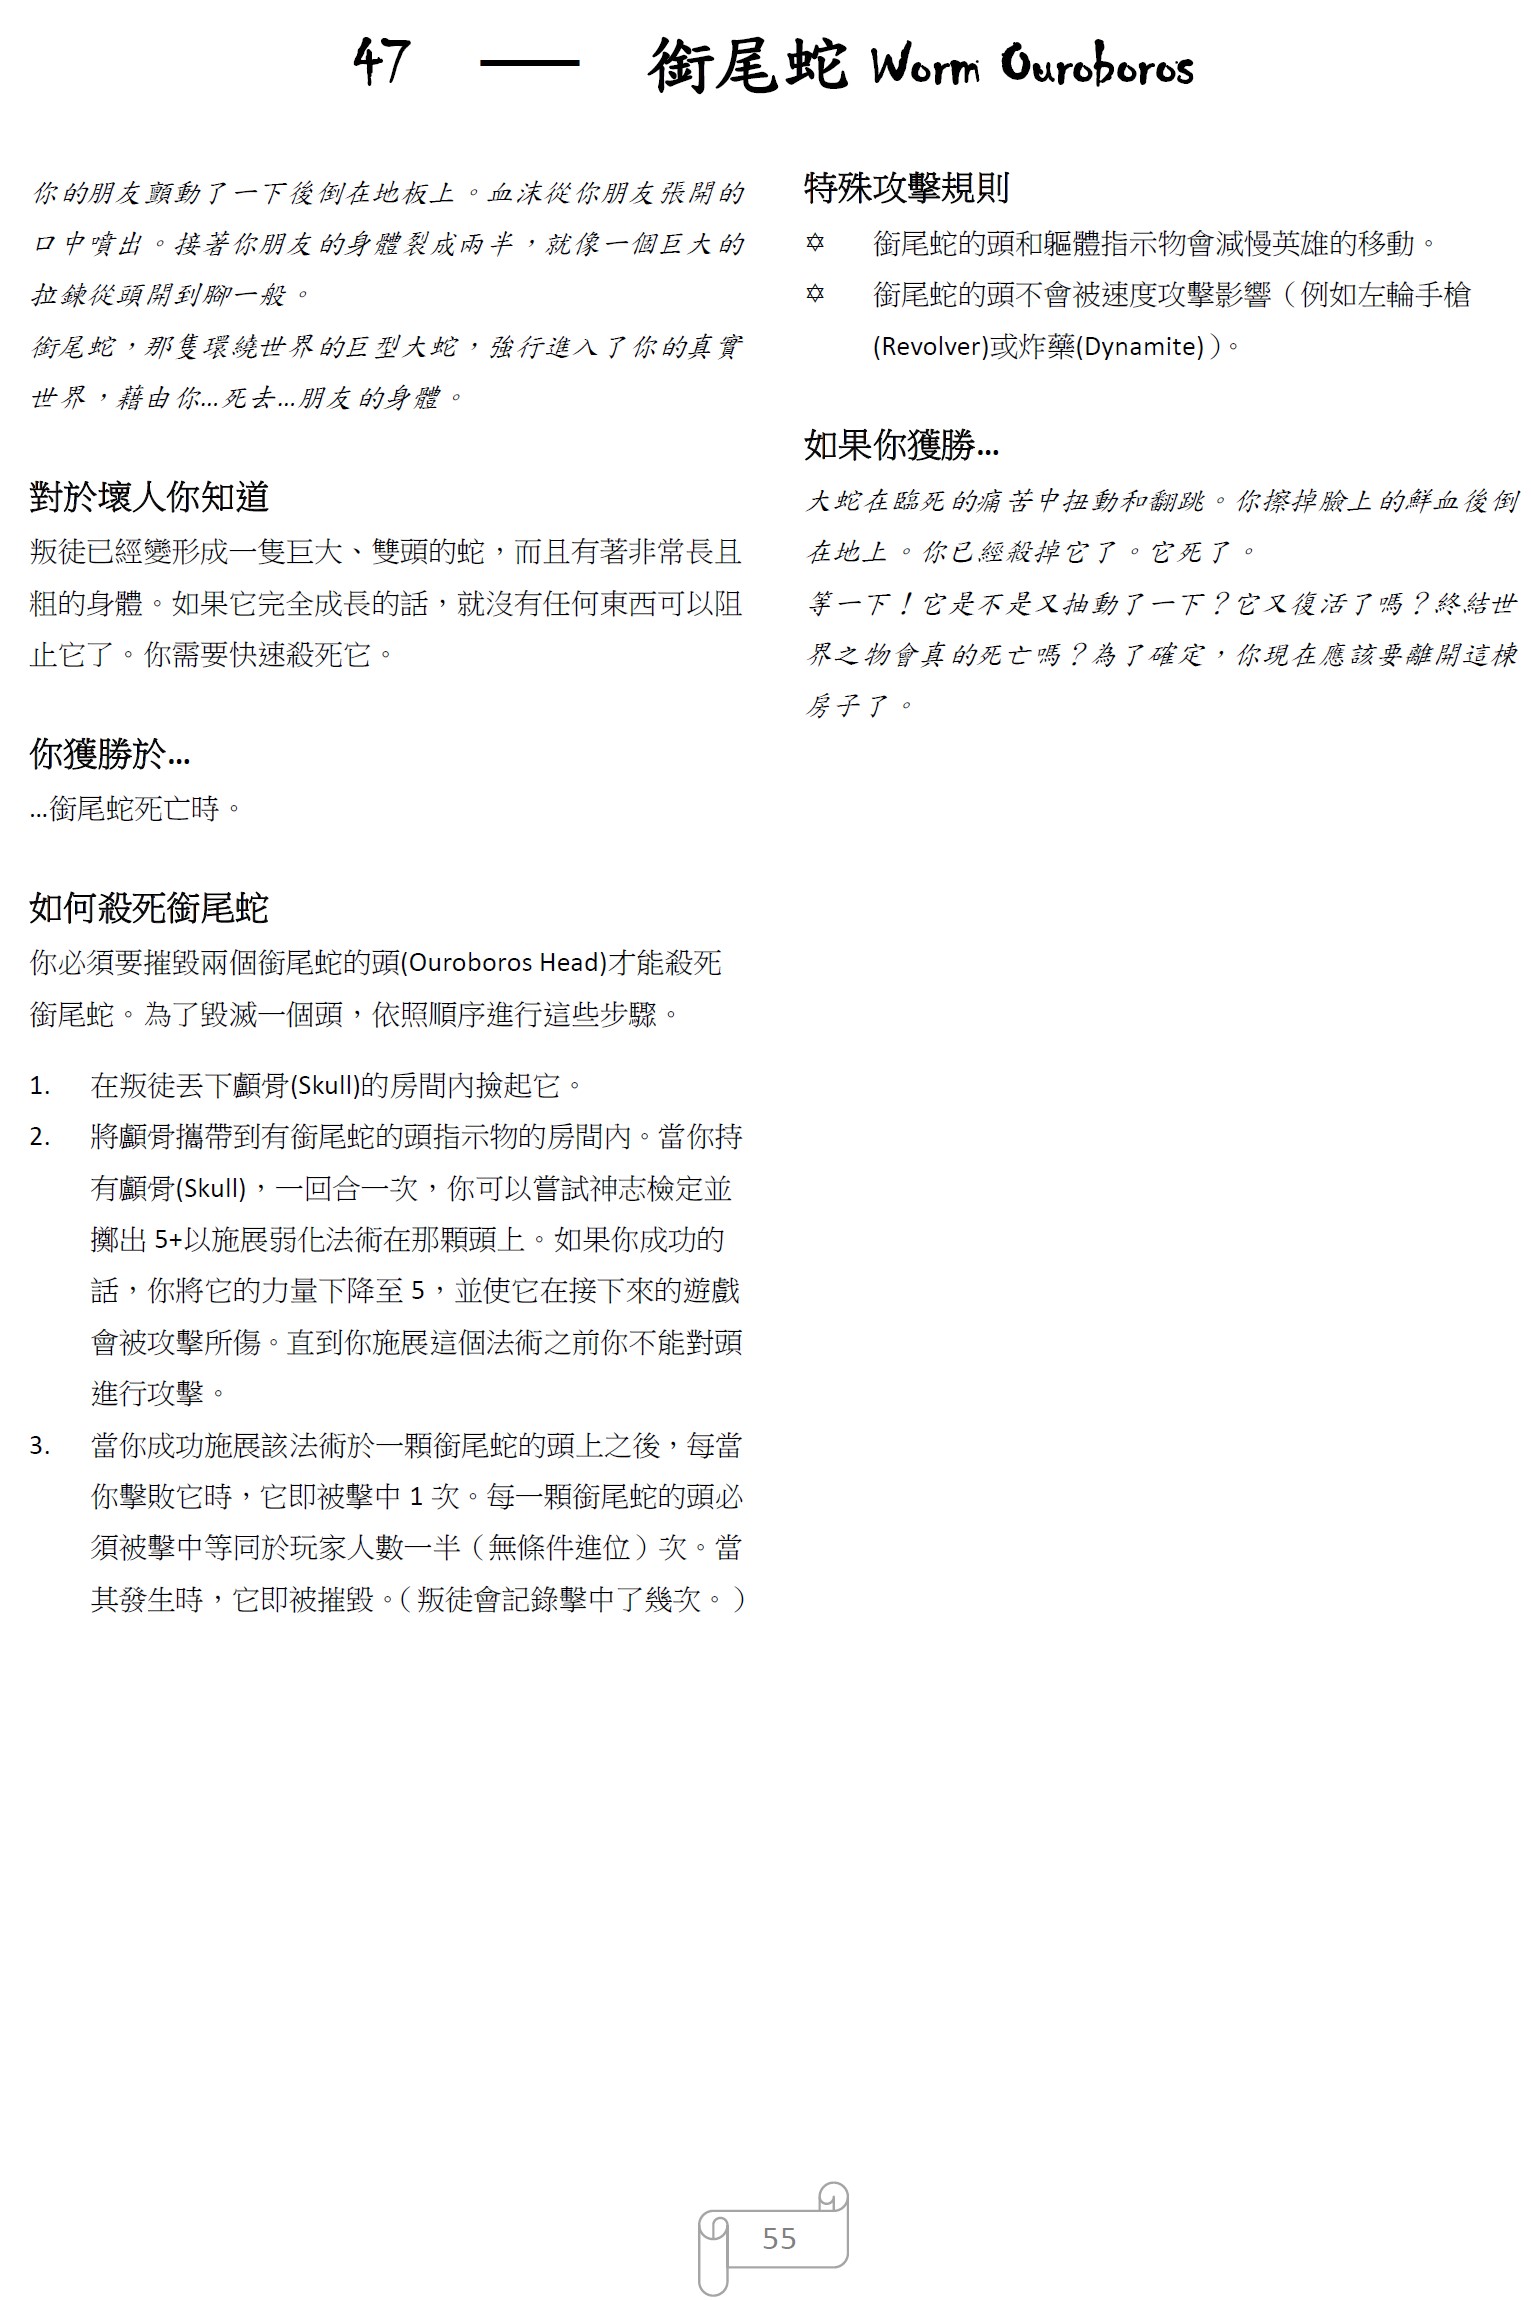 47 — 銜尾蛇 Worm Ouroboros
你的朋友顫動了一下後倒在地板上。血沫從你朋友張開的
口中噴出。接著你朋友的身體裂成兩半，就像一個巨大的
拉鍊從頭開到腳一般。
銜尾蛇，那隻環繞世界的巨型大蛇，強行進入了你的真實
世界，藉由你…死去…朋友的身體。
對於壞人你知道
叛徒已經變形成一隻巨大、雙頭的蛇，而且有著非常長且
粗的身體。如果它完全成長的話，就沒有任何東西可以阻
止它了。你需要快速殺死它。
你獲勝於…
…銜尾蛇死亡時。
如何殺死銜尾蛇
你必須要摧毀兩個銜尾蛇的頭(Ouroboros Head)才能殺死
銜尾蛇。為了毀滅一個頭，依照順序進行這些步驟。
1. 在叛徒丟下顱骨(Skull)的房間內撿起它。
2. 將顱骨攜帶到有銜尾蛇的頭指示物的房間內。當你持
有顱骨(Skull)，一回合一次，你可以嘗試神志檢定並
擲出 5+以施展弱化法術在那顆頭上。如果你成功的
話，你將它的力量下降至 5，並使它在接下來的遊戲
會被攻擊所傷。直到你施展這個法術之前你不能對頭
進行攻擊。
3. 當你成功施展該法術於一顆銜尾蛇的頭上之後，每當
你擊敗它時，它即被擊中 1 次。每一顆銜尾蛇的頭必
須被擊中等同於玩家人數一半（無條件進位）次。當
其發生時，它即被摧毀。（叛徒會記錄擊中了幾次。）
特殊攻擊規則
✡ 銜尾蛇的頭和軀體指示物會減慢英雄的移動。
✡ 銜尾蛇的頭不會被速度攻擊影響（例如左輪手槍
(Revolver)或炸藥(Dynamite)）。
如果你獲勝…
大蛇在臨死的痛苦中扭動和翻跳。你擦掉臉上的鮮血後倒
在地上。你已經殺掉它了。它死了。
等一下！它是不是又抽動了一下？它又復活了嗎？終結世
界之物會真的死亡嗎？為了確定，你現在應該要離開這棟
房子了。
55